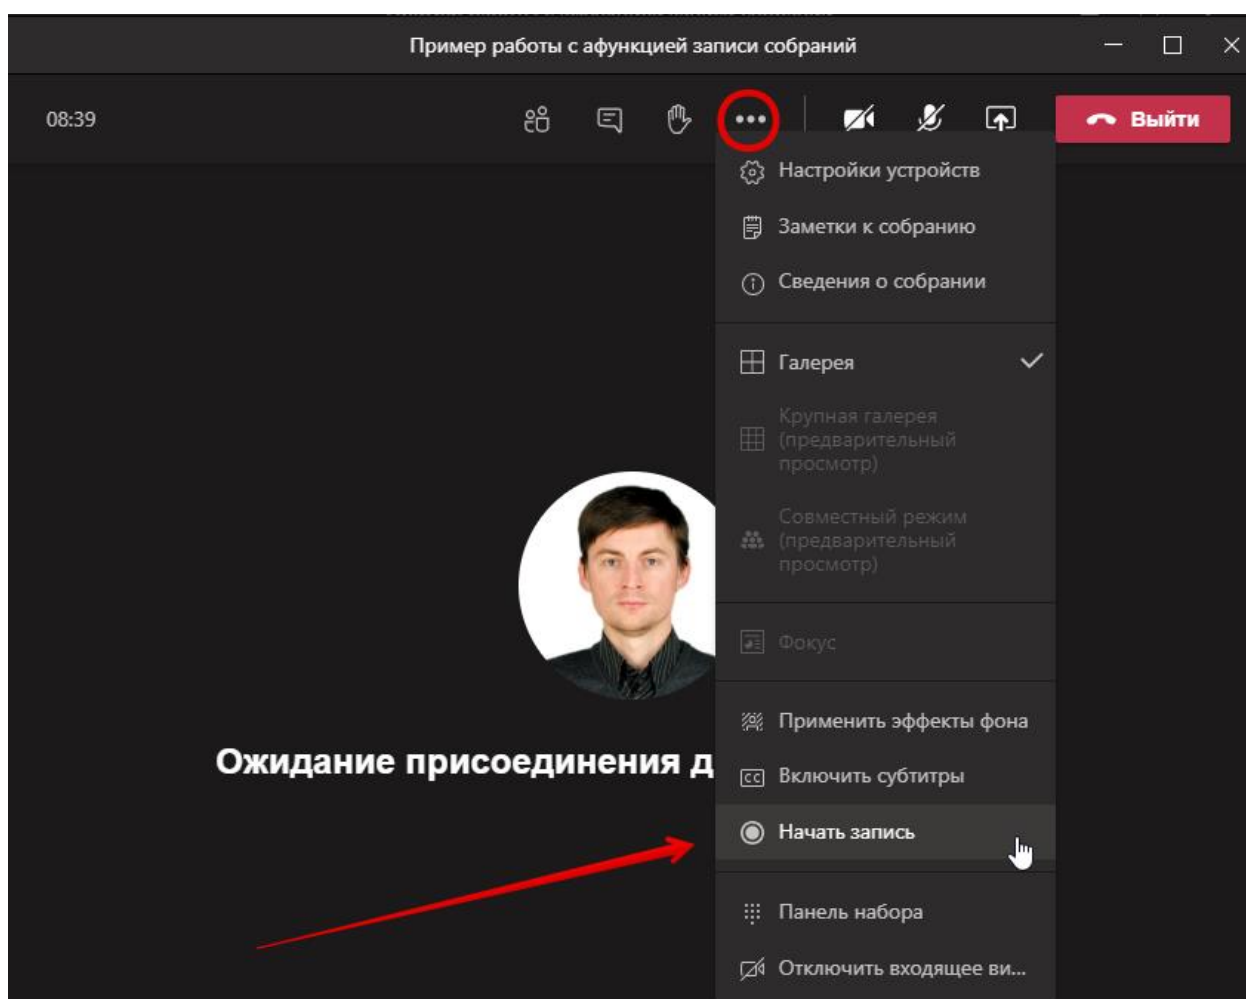 Пример работы с афункцией записи собраний
08:39
Выйти
Настройки устройств
Заметки к собранию
Сведения о собрании
Галерея
Крупная галерея
(предварительный
просмотр)
Совместный режим
(предварительный
просмотр)
Фокус
Применить эффекты фона
Ожидание присоединения д
CC Включить субтитры
Начать запись
Панель набора
Отключить входящее ви...